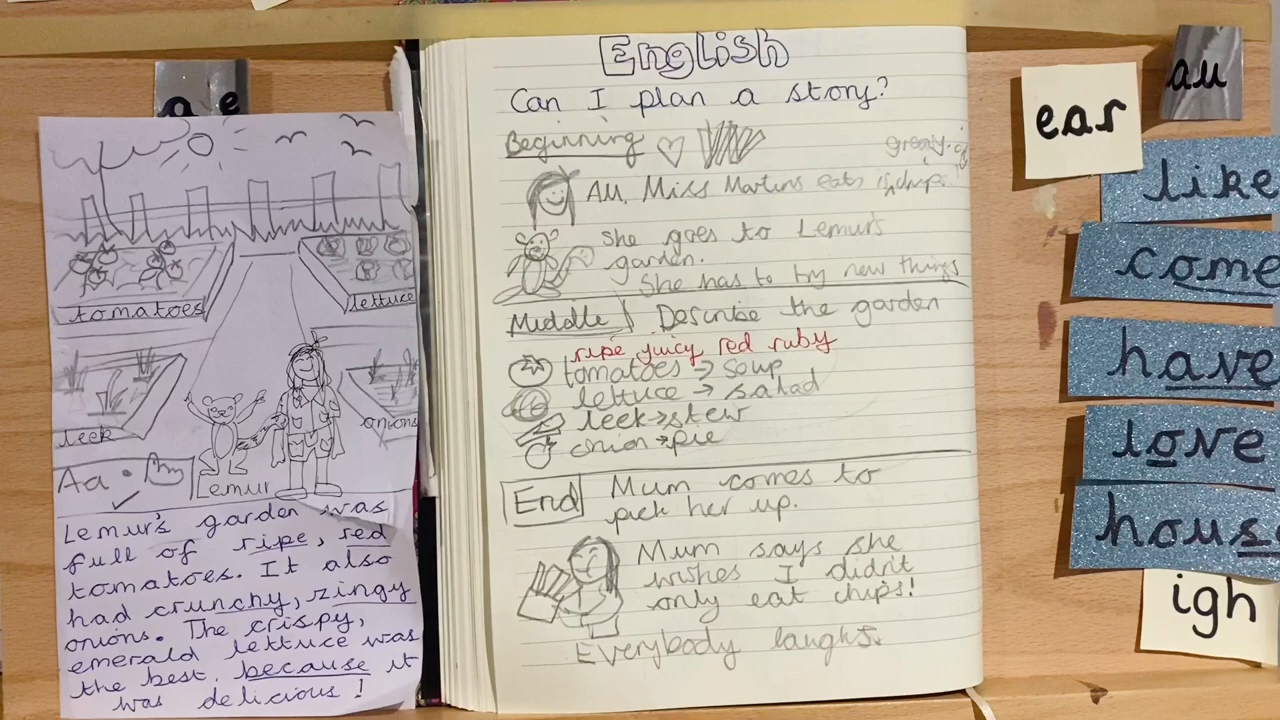 a e
tomatoes
lettuce
leek
onions
Aa .
Lemur
Lemur's garden was
full of ripe, red
tomatoes. It also
had crunchy, zingy
onions. The crispy,
emerald lettuce was
the best, because it
was delicious!
English
Can I plan a story?
Beginning
greasy
All Miss Martins eats is chips.
She goes to Lemur's
garden.
She has to try new things
Middle Describe the garden
ripe juicy red ruby
tomatoes → soup
lettuce → salad
leek → stew
onion → pie
End Mum comes to
pick her up.
Mum says she
wishes I didn't
only eat chips!
Everybody laughs.
ear
au
like
come
have
love
house
igh